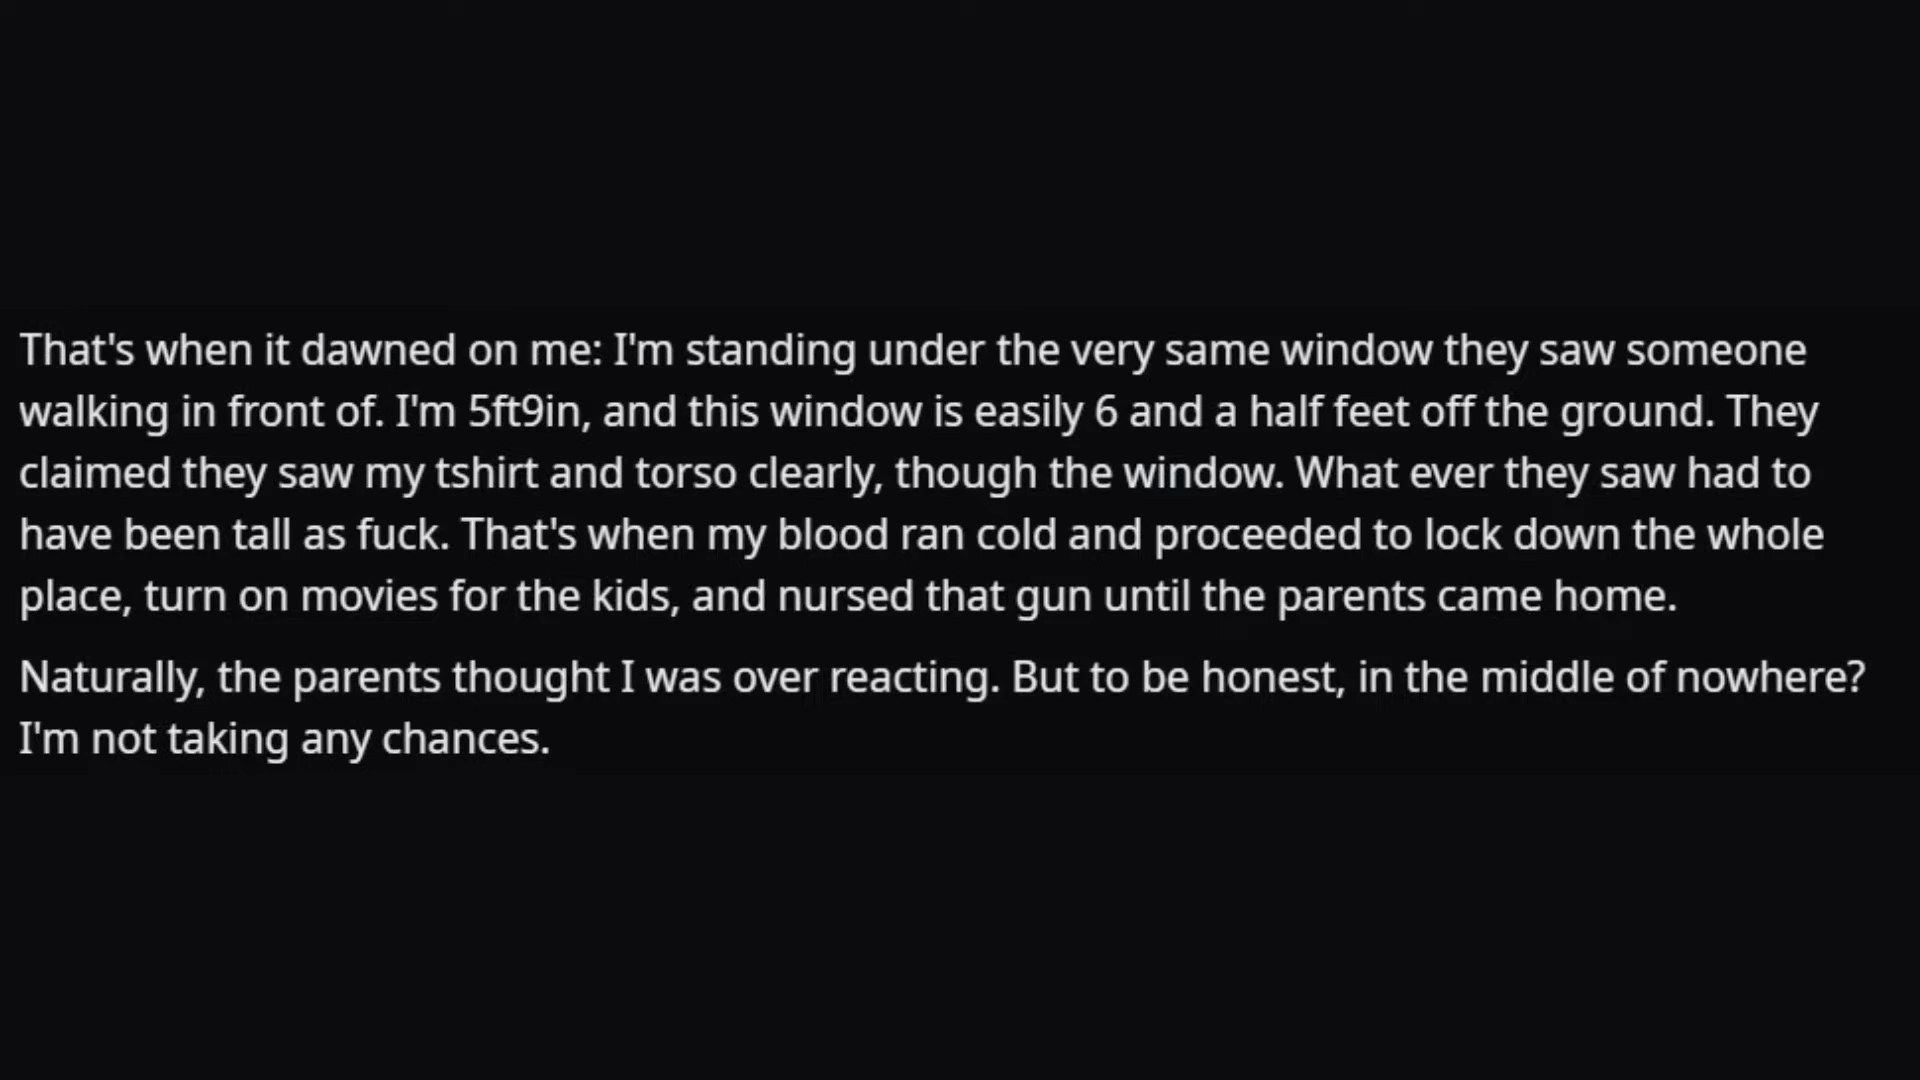 That's when it dawned on me: I'm standing under the very same window they saw someone
walking in front of. I'm 5ft9in, and this window is easily 6 and a half feet off the ground. They
claimed they saw my tshirt and torso clearly, though the window. What ever they saw had to
have been tall as fuck. That's when my blood ran cold and proceeded to lock down the whole
place, turn on movies for the kids, and nursed that gun until the parents came home.
Naturally, the parents thought I was over reacting. But to be honest, in the middle of nowhere?
I'm not taking any chances.